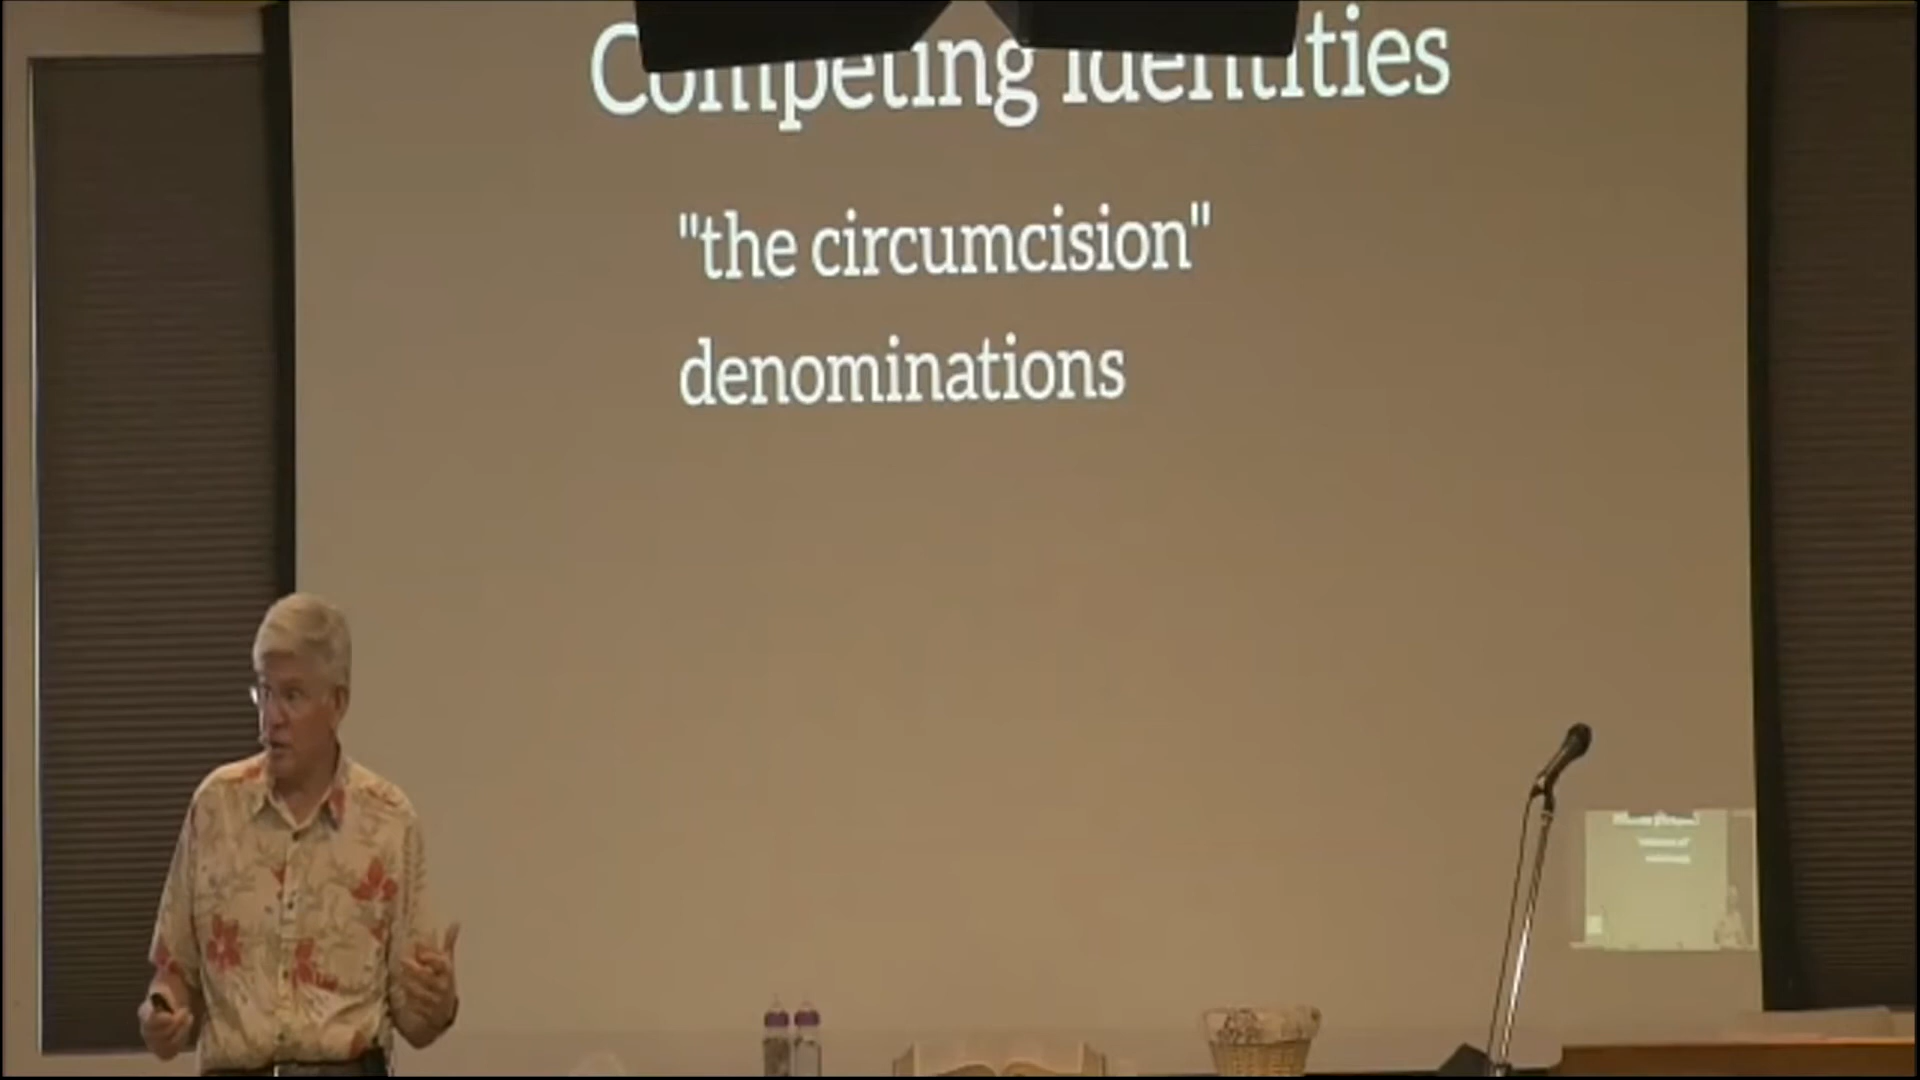 Competing Identities
"the circumcision"
denominations